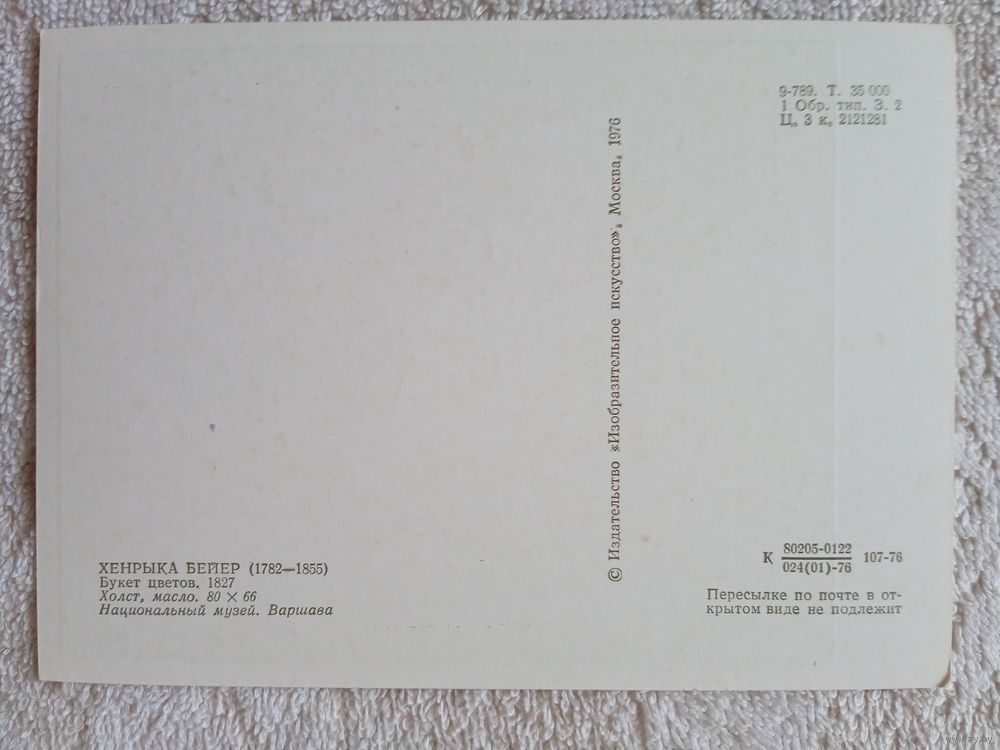 9-789. Т. 35 000
1 Обр. тип. З. 2
Ц. 3 к. 2121281
© Издательство «Изобразительное искусство». Москва. 1976
ХЕНРЫКА БЕЙЕР (1782—1855)
Букет цветов. 1827
Холст, масло. 80 × 66
Национальный музей. Варшава
К 80205-0122 107-76
024(01)-76
Пересылке по почте в от-
крытом виде не подлежит